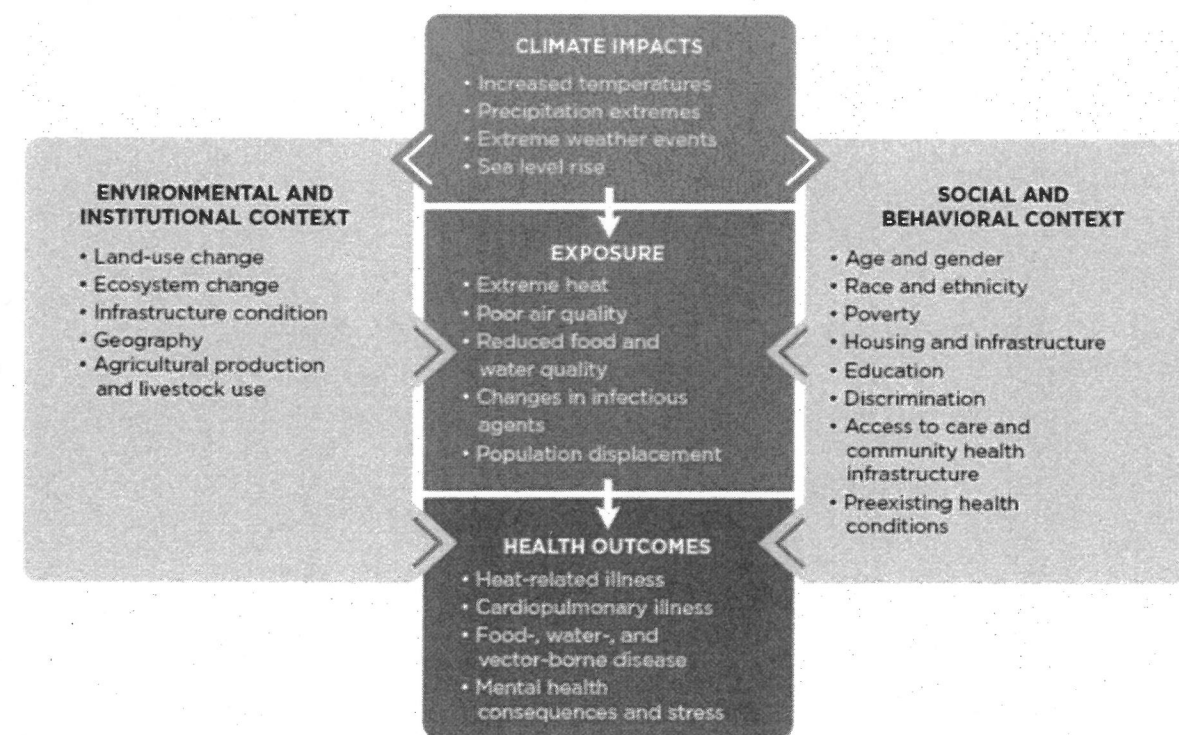 CLIMATE IMPACTS
• Increased temperatures
• Precipitation extremes
• Extreme weather events
• Sea level rise
ENVIRONMENTAL AND
INSTITUTIONAL CONTEXT
• Land-use change
• Ecosystem change
• Infrastructure condition
• Geography
• Agricultural production
and livestock use
EXPOSURE
• Extreme heat
• Poor air quality
• Reduced food and
water quality
• Changes in infectious
agents
• Population displacement
SOCIAL AND
BEHAVIORAL CONTEXT
• Age and gender
• Race and ethnicity
• Poverty
• Housing and infrastructure
• Education
• Discrimination
• Access to care and
community health
infrastructure
• Preexisting health
conditions
HEALTH OUTCOMES
• Heat-related illness
• Cardiopulmonary illness
• Food-, water-, and
vector-borne disease
• Mental health
consequences and stress